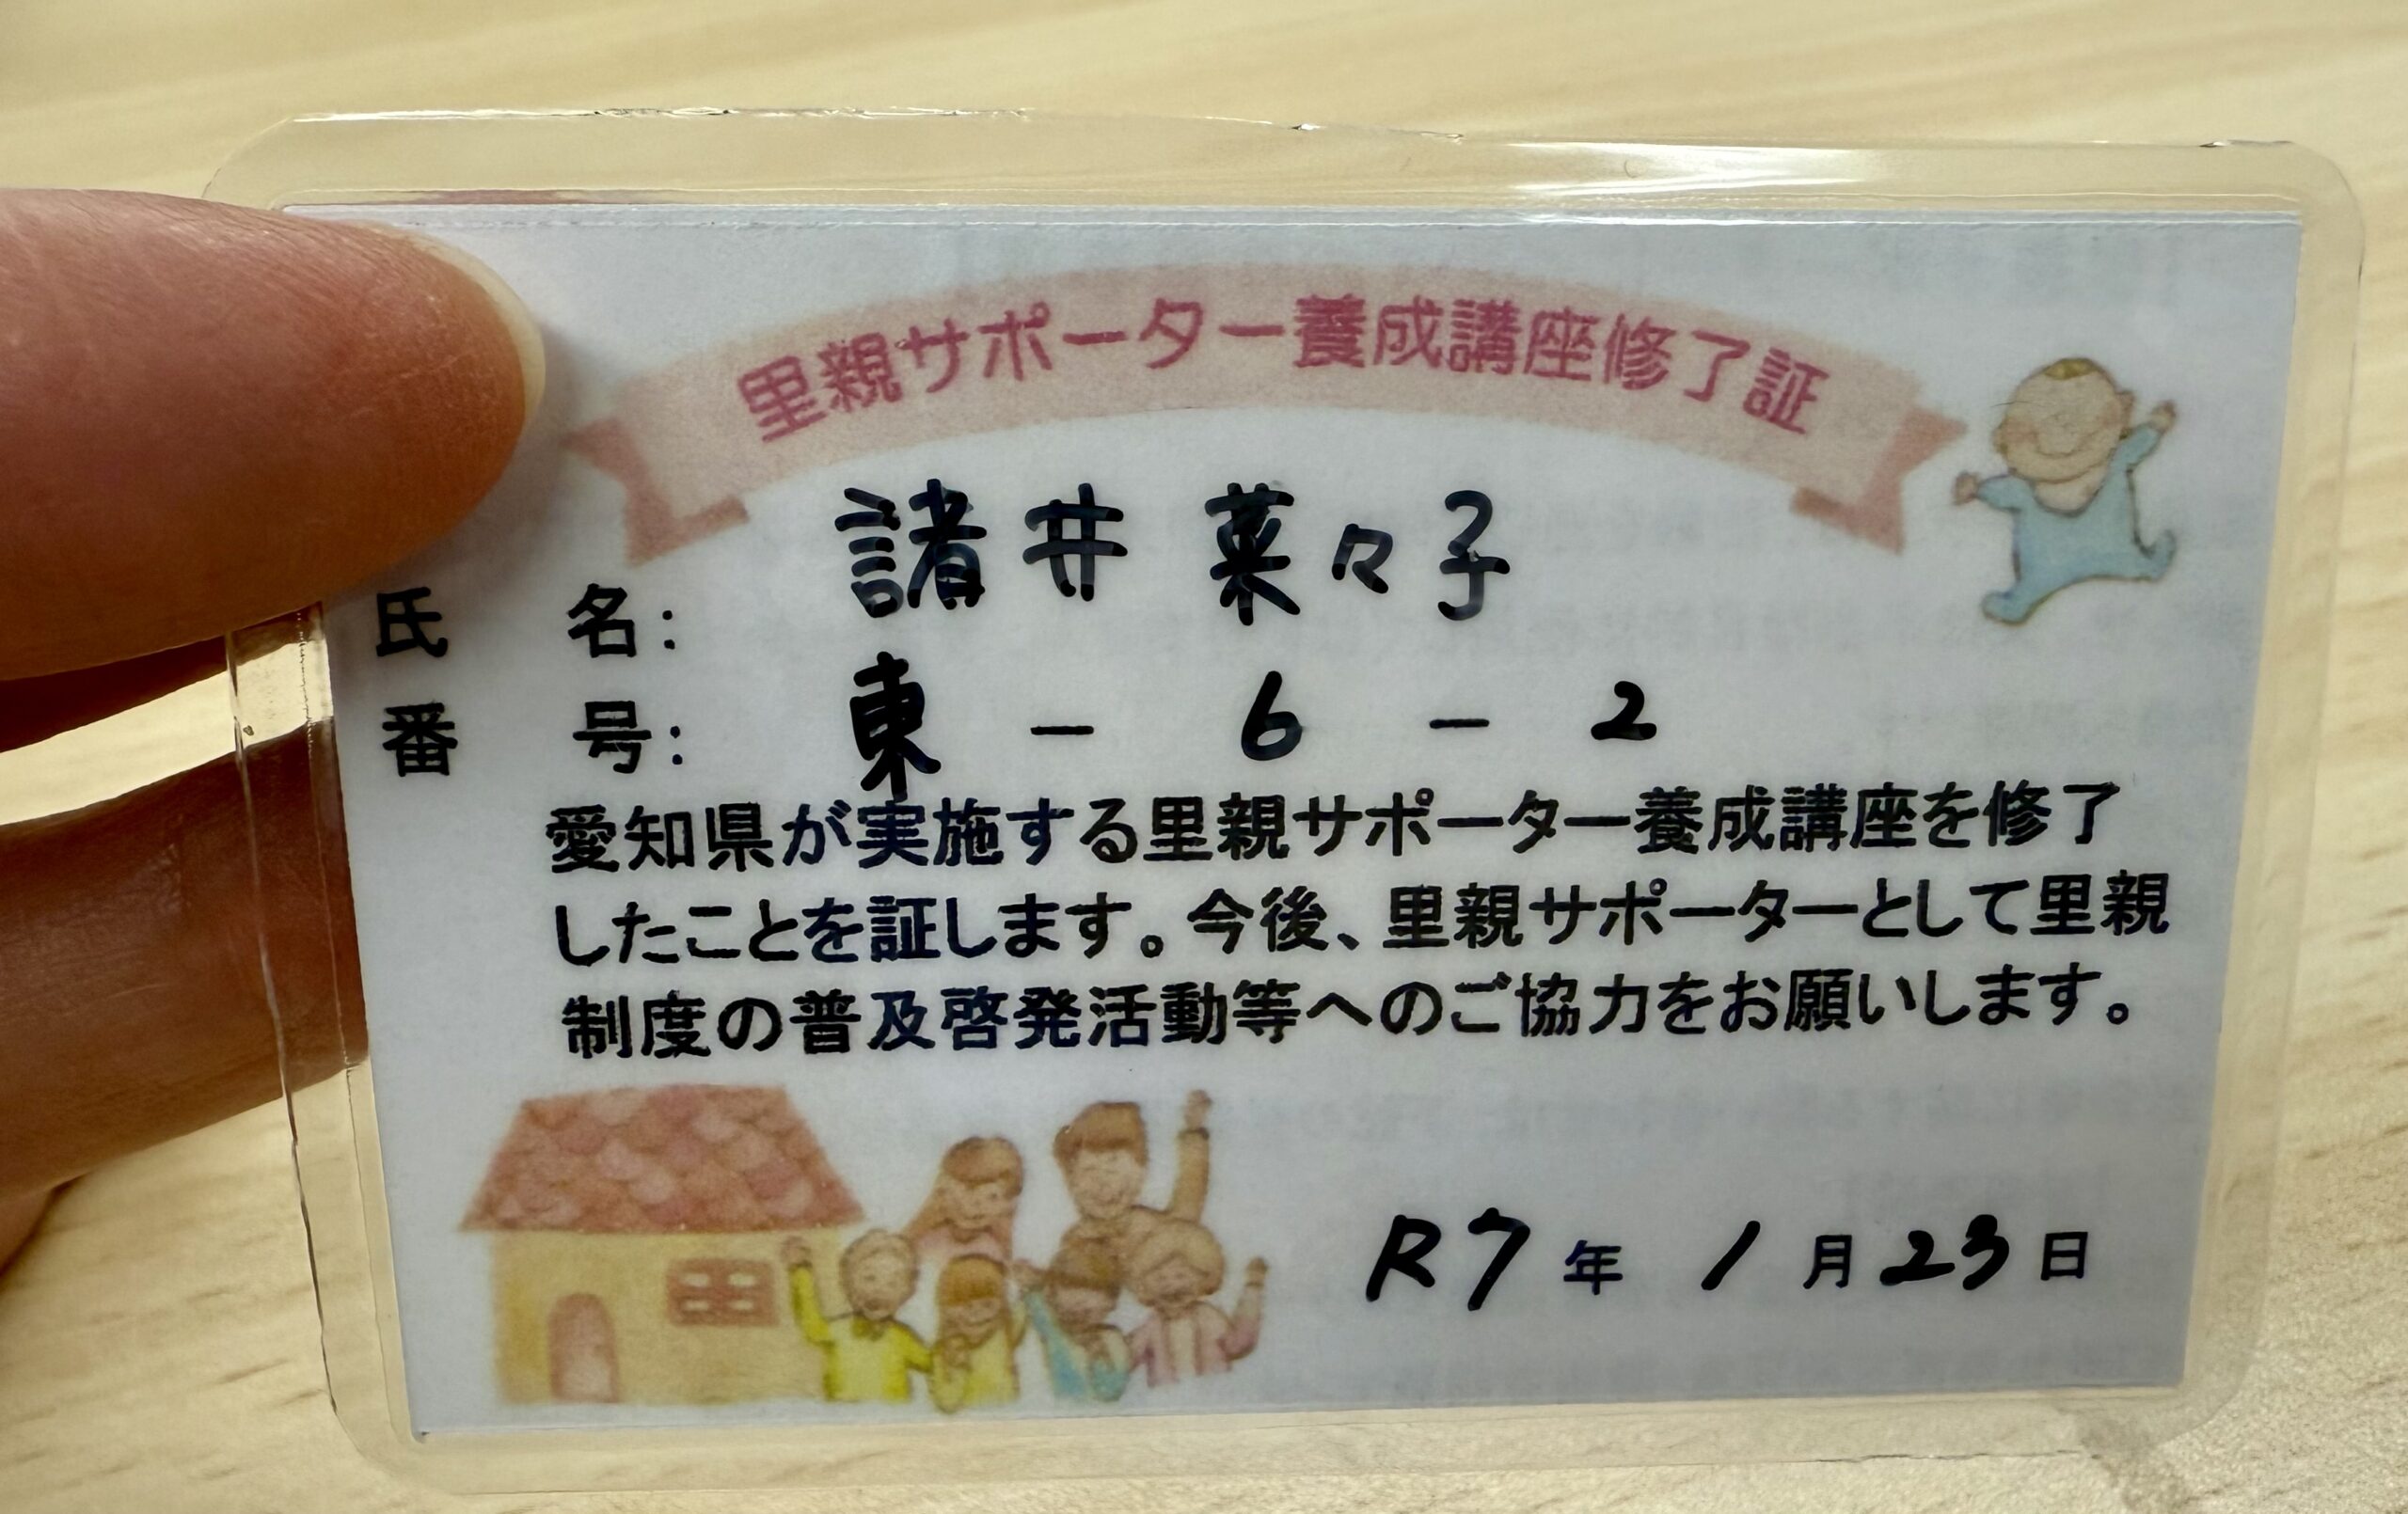 里親サポーター養成講座修了証
氏 名: 諸井 菜々子
番 号: 東 - 6 - 2
愛知県が実施する里親サポーター養成講座を修了
したことを証します。今後、里親サポーターとして里親
制度の普及啓発活動等へのご協力をお願いします。
R7年 1月23日